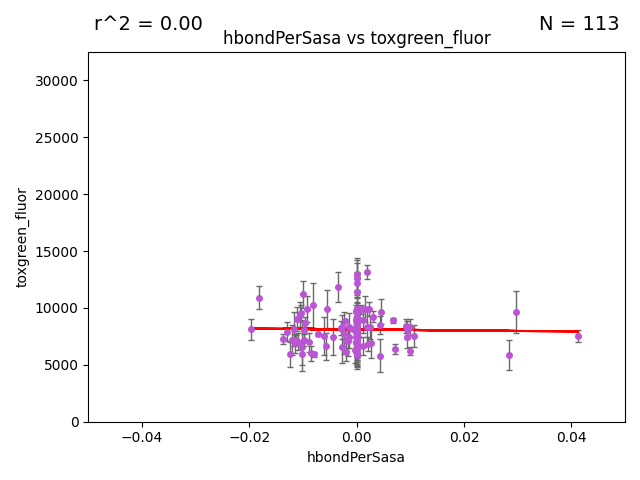 r^2 = 0.00
N = 113
hbondPerSasa vs toxgreen_fluor
30000
25000
20000
15000
10000
5000
0
toxgreen_fluor
−0.04
−0.02
0.00
0.02
0.04
hbondPerSasa